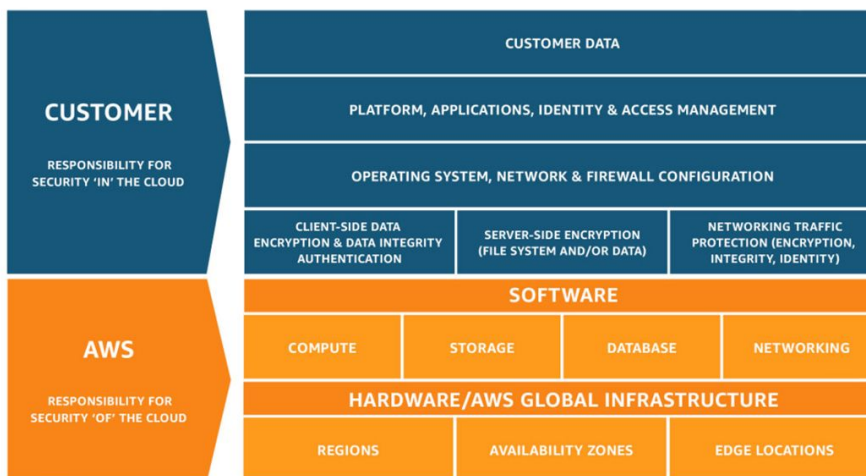 CUSTOMER DATA
CUSTOMER
RESPONSIBILITY FOR
SECURITY ‘IN’ THE CLOUD
PLATFORM, APPLICATIONS, IDENTITY & ACCESS MANAGEMENT
OPERATING SYSTEM, NETWORK & FIREWALL CONFIGURATION
CLIENT-SIDE DATA
ENCRYPTION & DATA INTEGRITY
AUTHENTICATION
SERVER-SIDE ENCRYPTION
(FILE SYSTEM AND/OR DATA)
NETWORKING TRAFFIC
PROTECTION (ENCRYPTION,
INTEGRITY, IDENTITY)
AWS
RESPONSIBILITY FOR
SECURITY ‘OF’ THE CLOUD
SOFTWARE
COMPUTE
STORAGE
DATABASE
NETWORKING
HARDWARE/AWS GLOBAL INFRASTRUCTURE
REGIONS
AVAILABILITY ZONES
EDGE LOCATIONS